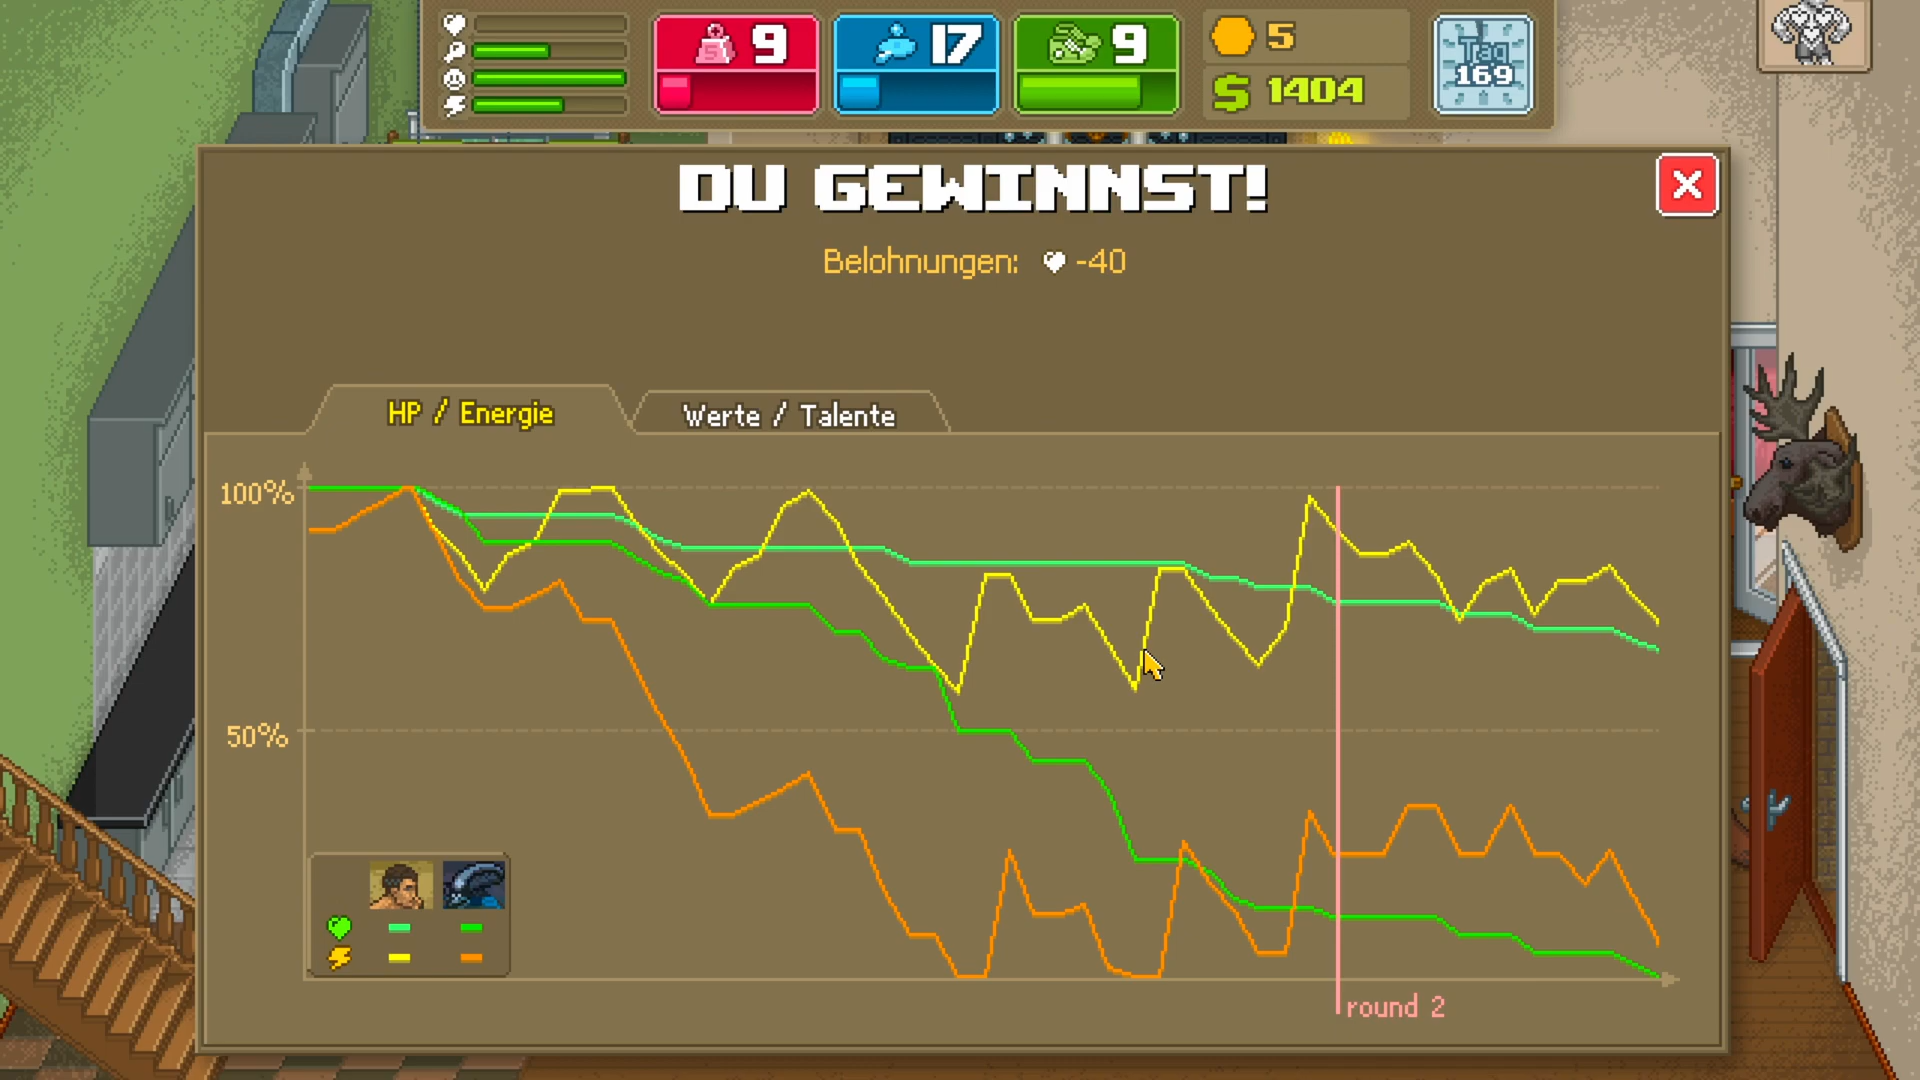 9
17
9
5
$ 1404
Tag
169
DU GEWINNST!
Belohnungen: -40
HP / Energie
Werte / Talente
100%
50%
round 2